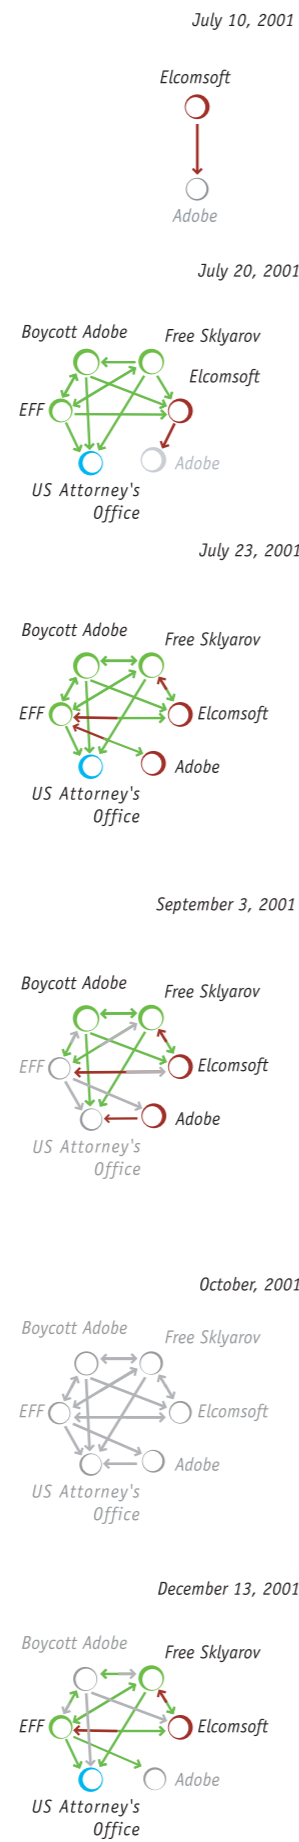 July 10, 2001
Elcomsoft
Adobe
July 20, 2001
Boycott Adobe
Free Sklyarov
Elcomsoft
EFF
Adobe
US Attorney's
Office
July 23, 2001
Boycott Adobe
Free Sklyarov
EFF
Elcomsoft
Adobe
US Attorney's
Office
September 3, 2001
Boycott Adobe
Free Sklyarov
EFF
Elcomsoft
Adobe
US Attorney's
Office
October, 2001
Boycott Adobe
Free Sklyarov
EFF
Elcomsoft
Adobe
US Attorney's
Office
December 13, 2001
Boycott Adobe
Free Sklyarov
EFF
Elcomsoft
Adobe
US Attorney's
Office